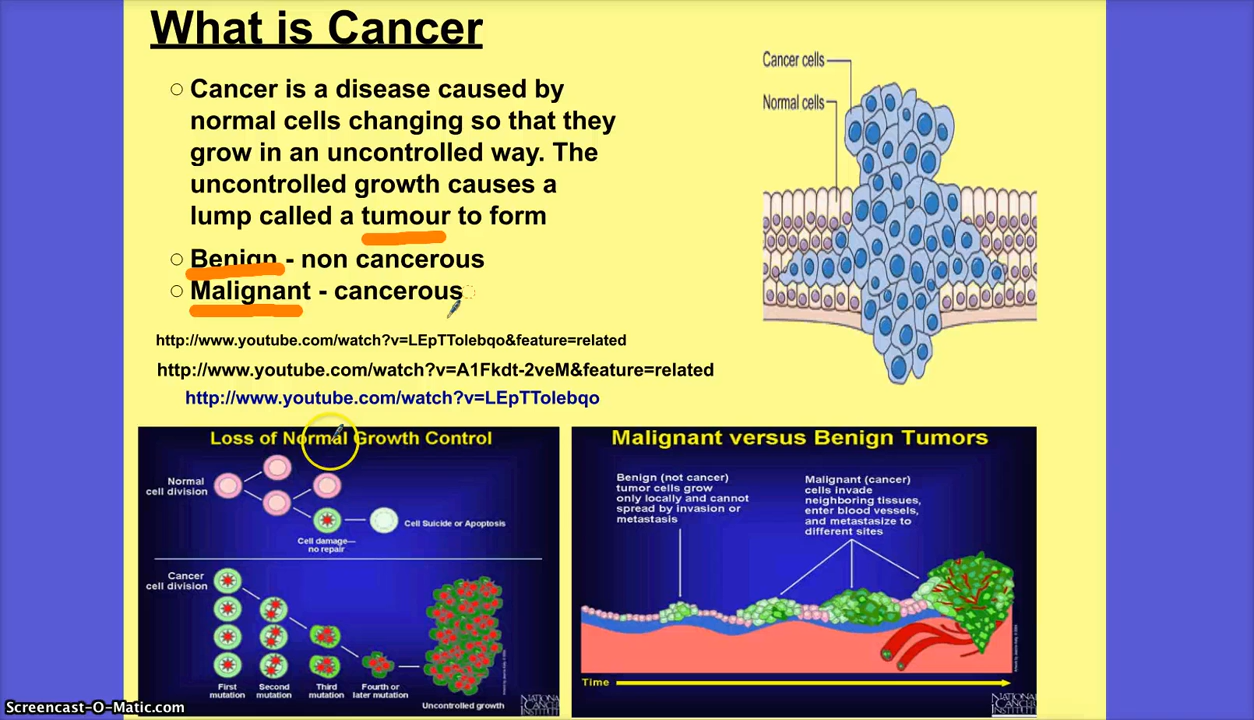 What is Cancer
Cancer is a disease caused by
normal cells changing so that they
grow in an uncontrolled way. The
uncontrolled growth causes a
lump called a tumour to form
Benign - non cancerous
Malignant - cancerous
http://www.youtube.com/watch?v=LEpTTolebqo&feature=related
http://www.youtube.com/watch?v=A1Fkdt-2veM&feature=related
http://www.youtube.com/watch?v=LEpTTolebqo
Cancer cells
Normal cells
Loss of Normal Growth Control
Normal
cell division
Cell Suicide or Apoptosis
Cell damage—
no repair
Cancer
cell division
First
mutation
Second
mutation
Third
mutation
Fourth or
later mutation
Uncontrolled growth
NATIONAL
CANCER
INSTITUTE
Malignant versus Benign Tumors
Benign (not cancer)
tumor cells grow
only locally and cannot
spread by invasion or
metastasis
Malignant (cancer)
cells invade
neighboring tissues,
enter blood vessels,
and metastasize to
different sites
Time
NATIONAL
CANCER
INSTITUTE
Screencast-O-Matic.com